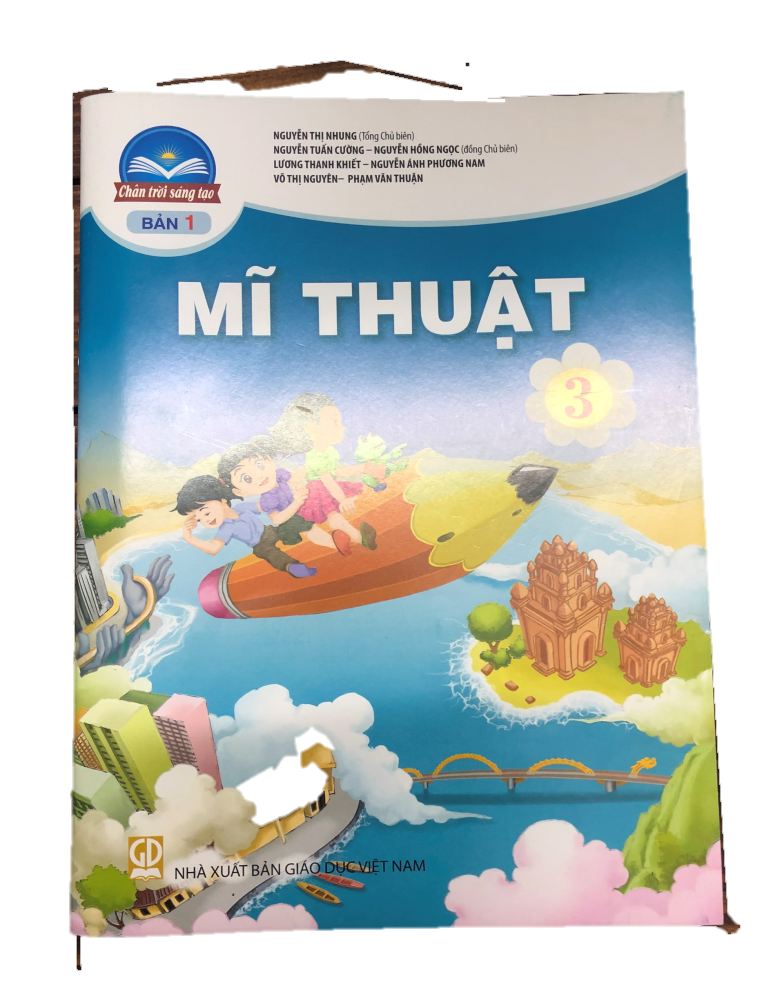 NGUYỄN THỊ NHUNG (Tổng Chủ biên)
NGUYỄN TUẤN CƯỜNG – NGUYỄN HỒNG NGỌC (đồng Chủ biên)
LƯƠNG THANH KHIẾT – NGUYỄN ÁNH PHƯƠNG NAM
VÕ THỊ NGUYÊN– PHẠM VĂN THUẬN
Chân trời sáng tạo
BẢN 1
MĨ THUẬT
3
GD
NHÀ XUẤT BẢN GIÁO DỤC VIỆT NAM